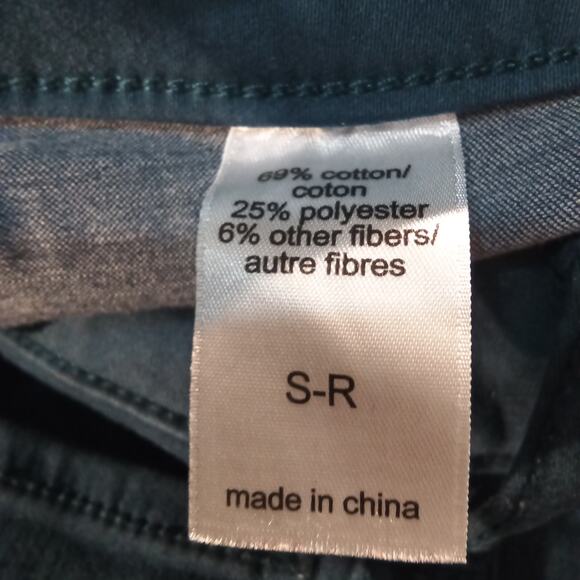 69% cotton/
coton
25% polyester
6% other fibers/
autre fibres
S-R
made in china